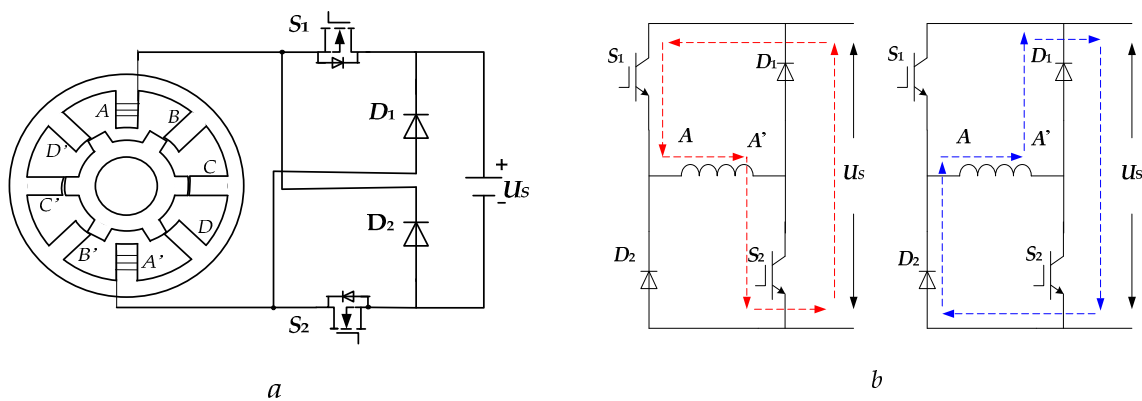 S1
A
B
D1
D'
C
C'
D2
D
B'
A'
+
Us
-
S2
a
S1
D1
A
A'
Us
D2
S2
S1
D1
A
A'
Us
D2
S2
b